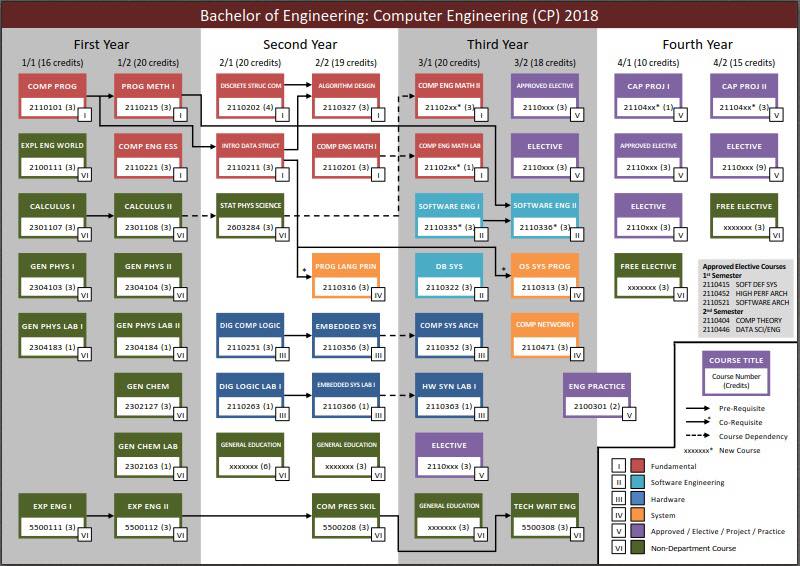 Bachelor of Engineering: Computer Engineering (CP) 2018
First Year
Second Year
Third Year
Fourth Year
1/1 (16 credits)
1/2 (20 credits)
2/1 (20 credits)
2/2 (19 credits)
3/1 (20 credits)
3/2 (18 credits)
4/1 (10 credits)
4/2 (15 credits)
COMP PROG
2110101 (3)
I
PROG METH I
2110215 (3)
I
DISCRETE STRUC COM
2110202 (4)
I
ALGORITHM DESIGN
2110327 (3)
I
COMP ENG MATH II
21102xx* (3)
I
APPROVED ELECTIVE
2110xxx (3)
V
CAP PROJ I
21104xx* (1)
V
CAP PROJ II
21104xx* (3)
V
EXPL ENG WORLD
2100111 (3)
VI
COMP ENG ESS
2110221 (3)
I
INTRO DATA STRUCT
2110211 (3)
I
COMP ENG MATH I
2110201 (3)
I
COMP ENG MATH LAB
21102xx* (1)
I
ELECTIVE
2110xxx (3)
V
APPROVED ELECTIVE
2110xxx (3)
V
ELECTIVE
2110xxx (9)
V
CALCULUS I
2301107 (3)
VI
CALCULUS II
2301108 (3)
VI
STAT PHYS SCIENCE
2603284 (3)
VI
SOFTWARE ENG I
2110335* (3)
II
SOFTWARE ENG II
2110336* (3)
II
ELECTIVE
2110xxx (3)
V
FREE ELECTIVE
xxxxxxx (3)
VI
GEN PHYS I
2304103 (3)
VI
GEN PHYS II
2304104 (3)
VI
*
PROG LANG PRIN
2110316 (3)
IV
DB SYS
2110322 (3)
II
*
OS SYS PROG
2110313 (3)
IV
FREE ELECTIVE
xxxxxxx (3)
VI
Approved Elective Courses
1st Semester
2110415 SOFT DEF SYS
2110452 HIGH PERF ARCH
2110521 SOFTWARE ARCH
2nd Semester
2110404 COMP THEORY
2110446 DATA SCI/ENG
GEN PHYS LAB I
2304183 (1)
VI
GEN PHYS LAB II
2304184 (1)
VI
DIG COMP LOGIC
2110251 (3)
III
EMBEDDED SYS
2110356 (3)
III
COMP SYS ARCH
2110352 (3)
III
COMP NETWORK I
2110471 (3)
IV
GEN CHEM
2302127 (3)
VI
DIG LOGIC LAB I
2110263 (1)
III
EMBEDDED SYS LAB I
2110366 (1)
III
HW SYN LAB I
2110363 (1)
III
ENG PRACTICE
2100301 (2)
V
GEN CHEM LAB
2302163 (1)
VI
GENERAL EDUCATION
xxxxxxx (6)
VI
GENERAL EDUCATION
xxxxxxx (3)
VI
ELECTIVE
2110xxx (3)
V
EXP ENG I
5500111 (3)
VI
EXP ENG II
5500112 (3)
VI
COM PRES SKIL
5500208 (3)
VI
GENERAL EDUCATION
xxxxxxx (3)
VI
TECH WRIT ENG
5500308 (3)
VI
COURSE TITLE
Course Number
(Credits)
Pre-Requisite
* Co-Requisite
Course Dependency
xxxxxxx* New Course
I Fundamental
II Software Engineering
III Hardware
IV System
V Approved / Elective / Project / Practice
VI Non-Department Course